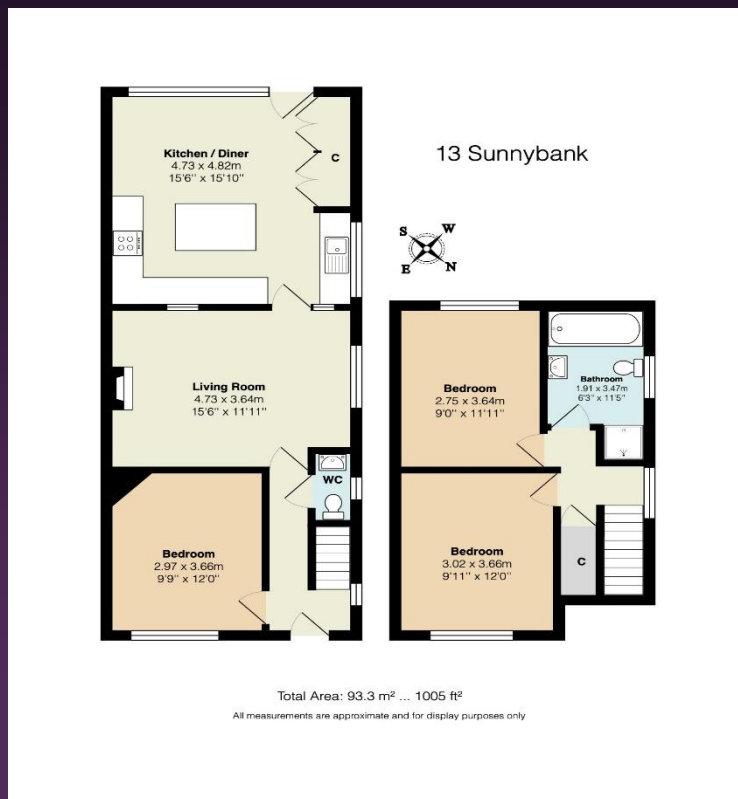 13 Sunnybank
Kitchen / Diner
4.73 x 4.82m
15'6'' x 15'10''
C
S
W
E
N
Living Room
4.73 x 3.64m
15'6'' x 11'11''
WC
Bedroom
2.97 x 3.66m
9'9'' x 12'0''
Bedroom
2.75 x 3.64m
9'0'' x 11'11''
Bathroom
1.91 x 3.47m
6'3'' x 11'5''
Bedroom
3.02 x 3.66m
9'11'' x 12'0''
C
Total Area: 93.3 m² ... 1005 ft²
All measurements are approximate and for display purposes only